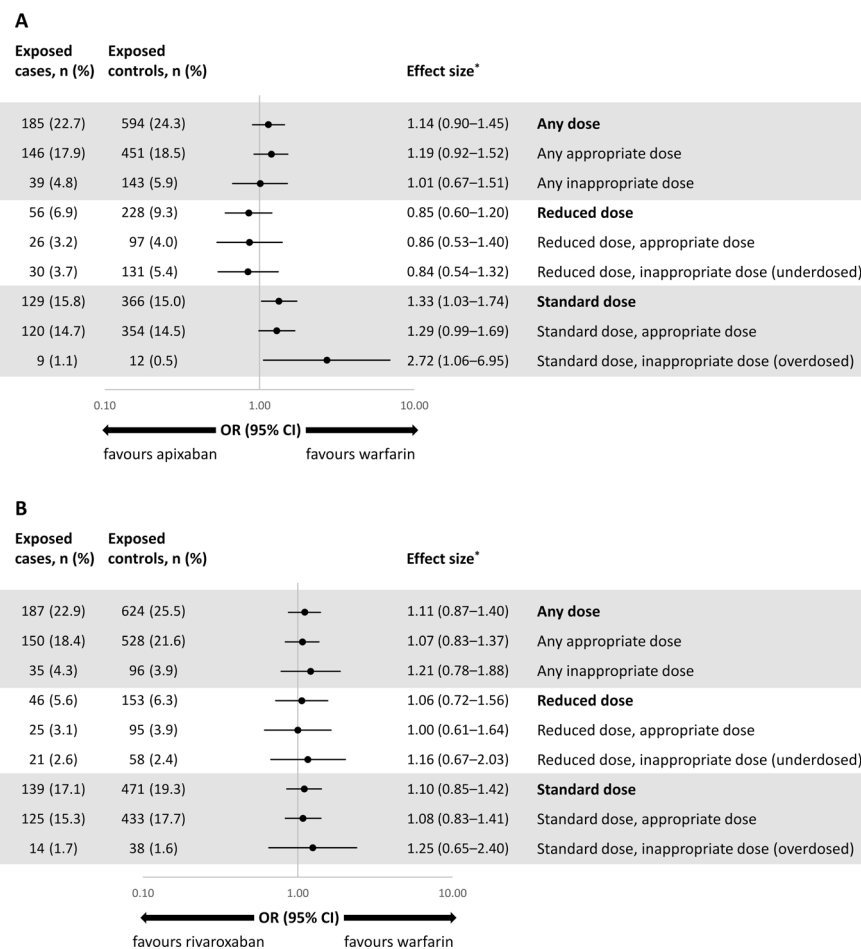 A
Exposed cases, n (%) Exposed controls, n (%) Effect size*
185 (22.7) 594 (24.3) 1.14 (0.90–1.45) Any dose
146 (17.9) 451 (18.5) 1.19 (0.92–1.52) Any appropriate dose
39 (4.8) 143 (5.9) 1.01 (0.67–1.51) Any inappropriate dose
56 (6.9) 228 (9.3) 0.85 (0.60–1.20) Reduced dose
26 (3.2) 97 (4.0) 0.86 (0.53–1.40) Reduced dose, appropriate dose
30 (3.7) 131 (5.4) 0.84 (0.54–1.32) Reduced dose, inappropriate dose (underdosed)
129 (15.8) 366 (15.0) 1.33 (1.03–1.74) Standard dose
120 (14.7) 354 (14.5) 1.29 (0.99–1.69) Standard dose, appropriate dose
9 (1.1) 12 (0.5) 2.72 (1.06–6.95) Standard dose, inappropriate dose (overdosed)
0.10 1.00 10.00
OR (95% CI)
favours apixaban favours warfarin
B
Exposed cases, n (%) Exposed controls, n (%) Effect size*
187 (22.9) 624 (25.5) 1.11 (0.87–1.40) Any dose
150 (18.4) 528 (21.6) 1.07 (0.83–1.37) Any appropriate dose
35 (4.3) 96 (3.9) 1.21 (0.78–1.88) Any inappropriate dose
46 (5.6) 153 (6.3) 1.06 (0.72–1.56) Reduced dose
25 (3.1) 95 (3.9) 1.00 (0.61–1.64) Reduced dose, appropriate dose
21 (2.6) 58 (2.4) 1.16 (0.67–2.03) Reduced dose, inappropriate dose (underdosed)
139 (17.1) 471 (19.3) 1.10 (0.85–1.42) Standard dose
125 (15.3) 433 (17.7) 1.08 (0.83–1.41) Standard dose, appropriate dose
14 (1.7) 38 (1.6) 1.25 (0.65–2.40) Standard dose, inappropriate dose (overdosed)
0.10 1.00 10.00
OR (95% CI)
favours rivaroxaban favours warfarin